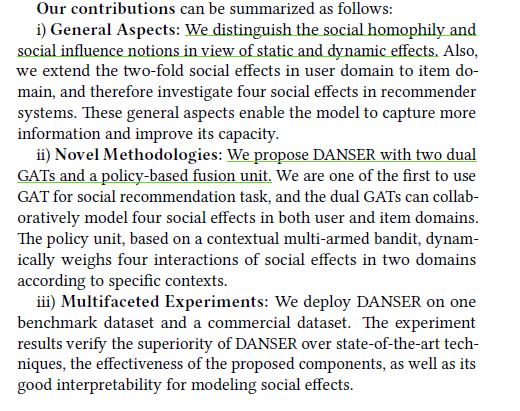 Our contributions can be summarized as follows:
i) General Aspects: We distinguish the social homophily and
social influence notions in view of static and dynamic effects. Also,
we extend the two-fold social effects in user domain to item do-
main, and therefore investigate four social effects in recommender
systems. These general aspects enable the model to capture more
information and improve its capacity.
ii) Novel Methodologies: We propose DANSER with two dual
GATs and a policy-based fusion unit. We are one of the first to use
GAT for social recommendation task, and the dual GATs can collab-
oratively model four social effects in both user and item domains.
The policy unit, based on a contextual multi-armed bandit, dynam-
ically weighs four interactions of social effects in two domains
according to specific contexts.
iii) Multifaceted Experiments: We deploy DANSER on one
benchmark dataset and a commercial dataset. The experiment
results verify the superiority of DANSER over state-of-the-art tech-
niques, the effectiveness of the proposed components, as well as its
good interpretability for modeling social effects.